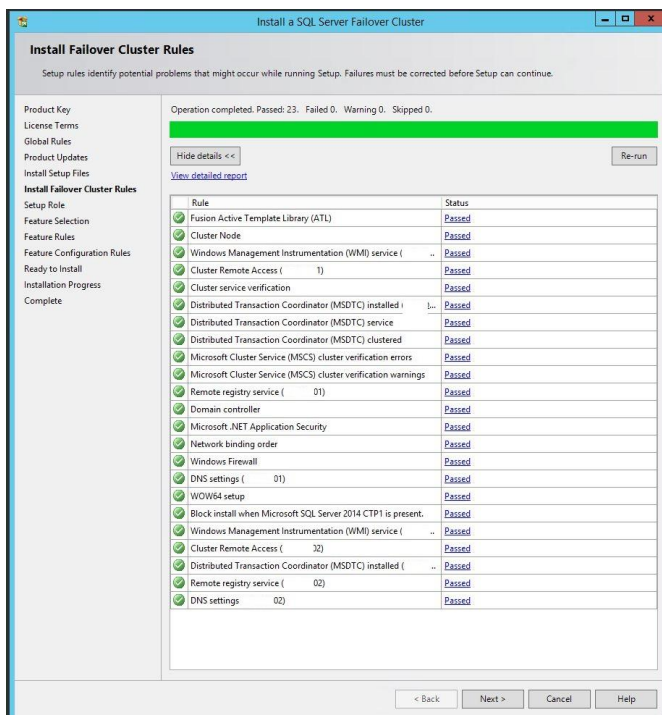 Install a SQL Server Failover Cluster
Install Failover Cluster Rules
Setup rules identify potential problems that might occur while running Setup. Failures must be corrected before Setup can continue.
Product Key
License Terms
Global Rules
Product Updates
Install Setup Files
Install Failover Cluster Rules
Setup Role
Feature Selection
Feature Rules
Feature Configuration Rules
Ready to Install
Installation Progress
Complete
Operation completed. Passed: 23. Failed 0. Warning 0. Skipped 0.
Hide details << Re-run
View detailed report
Rule Status
Fusion Active Template Library (ATL) Passed
Cluster Node Passed
Windows Management Instrumentation (WMI) service ( .. Passed
Cluster Remote Access ( 1) Passed
Cluster service verification Passed
Distributed Transaction Coordinator (MSDTC) installed ... Passed
Distributed Transaction Coordinator (MSDTC) service Passed
Distributed Transaction Coordinator (MSDTC) clustered Passed
Microsoft Cluster Service (MSCS) cluster verification errors Passed
Microsoft Cluster Service (MSCS) cluster verification warnings Passed
Remote registry service ( 01) Passed
Domain controller Passed
Microsoft .NET Application Security Passed
Network binding order Passed
Windows Firewall Passed
DNS settings ( 01) Passed
WOW64 setup Passed
Block install when Microsoft SQL Server 2014 CTP1 is present. Passed
Windows Management Instrumentation (WMI) service ( .. Passed
Cluster Remote Access ( 02) Passed
Distributed Transaction Coordinator (MSDTC) installed ( .. Passed
Remote registry service ( 02) Passed
DNS settings 02) Passed
< Back Next > Cancel Help